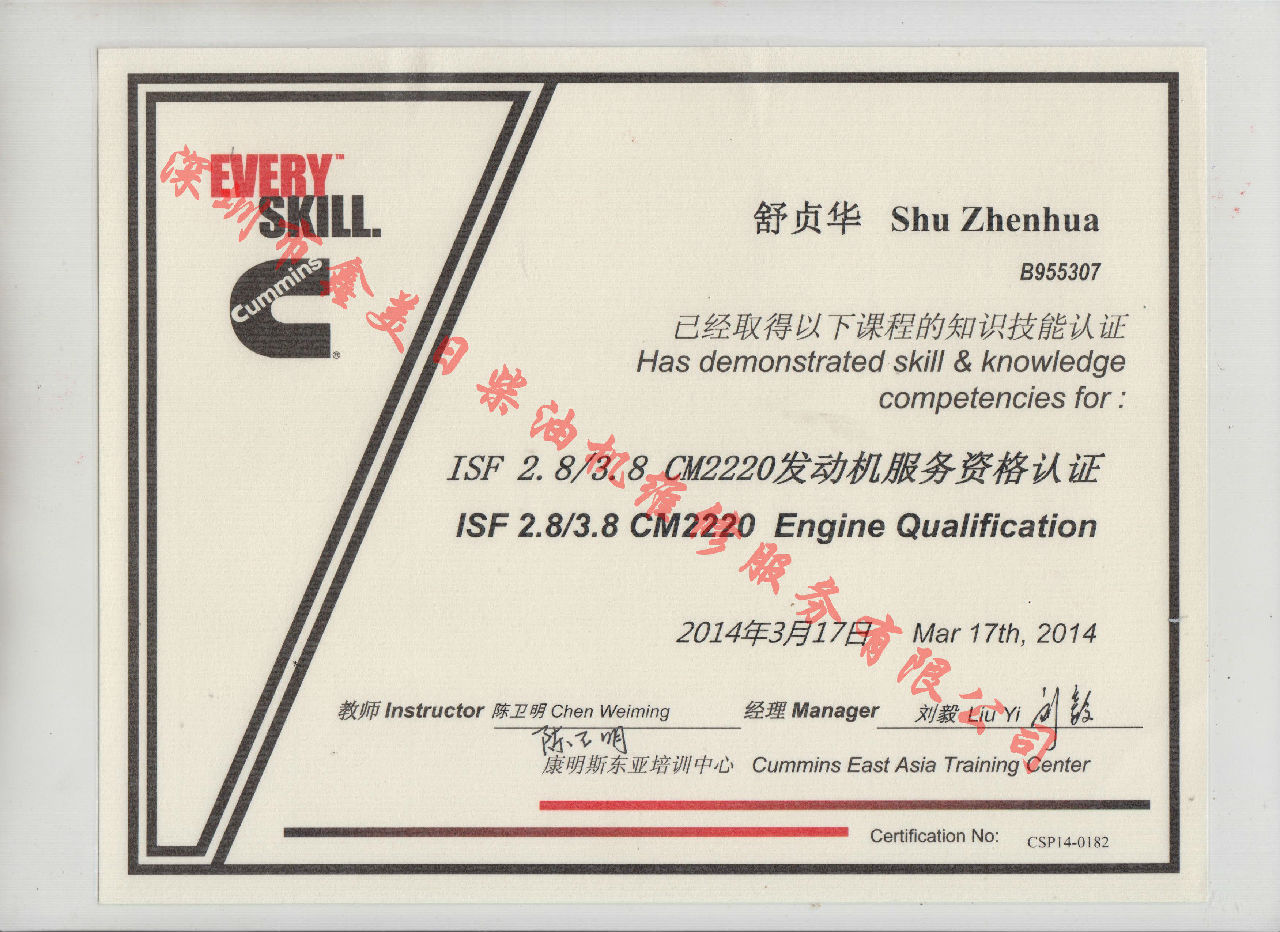 EVERY™
SKILL.
Cummins®
舒贞华 Shu Zhenhua
B955307
已经取得以下课程的知识技能认证
Has demonstrated skill & knowledge
competencies for :
ISF 2.8/3.8 CM2220发动机服务资格认证
ISF 2.8/3.8 CM2220 Engine Qualification
2014年3月17日 Mar 17th, 2014
教师 Instructor 陈卫明 Chen Weiming 经理 Manager 刘毅 Liu Yi 刘毅
陈卫明
康明斯东亚培训中心 Cummins East Asia Training Center
Certification No: CSP14-0182
深圳市鑫美日柴油机维修服务有限公司